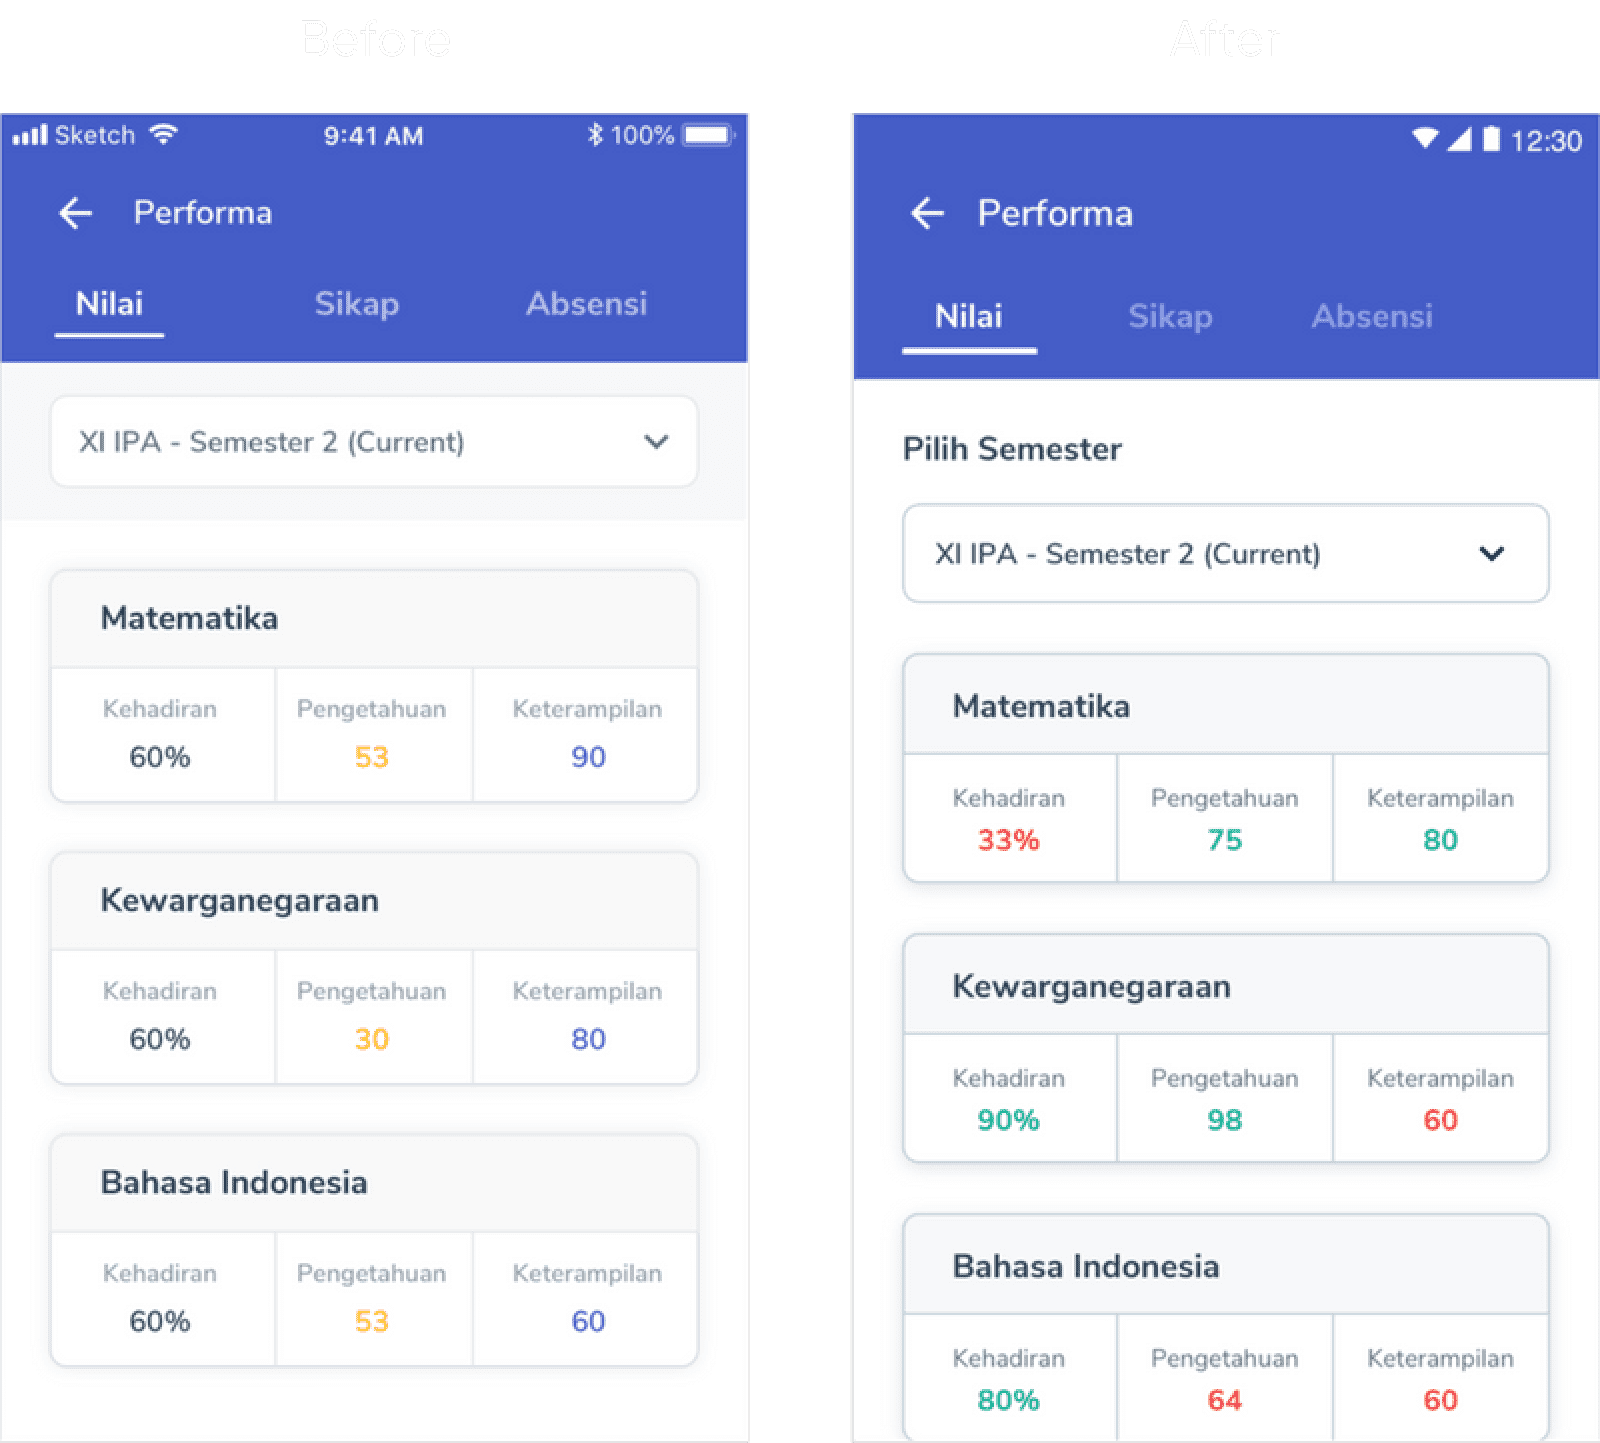 Before
Sketch 9:41 AM 100%
Performa
Nilai Sikap Absensi
XI IPA - Semester 2 (Current)
Matematika
Kehadiran Pengetahuan Keterampilan
60% 53 90
Kewarganegaraan
Kehadiran Pengetahuan Keterampilan
60% 30 80
Bahasa Indonesia
Kehadiran Pengetahuan Keterampilan
60% 53 60
After
12:30
Performa
Nilai Sikap Absensi
Pilih Semester
XI IPA - Semester 2 (Current)
Matematika
Kehadiran Pengetahuan Keterampilan
33% 75 80
Kewarganegaraan
Kehadiran Pengetahuan Keterampilan
90% 98 60
Bahasa Indonesia
Kehadiran Pengetahuan Keterampilan
80% 64 60